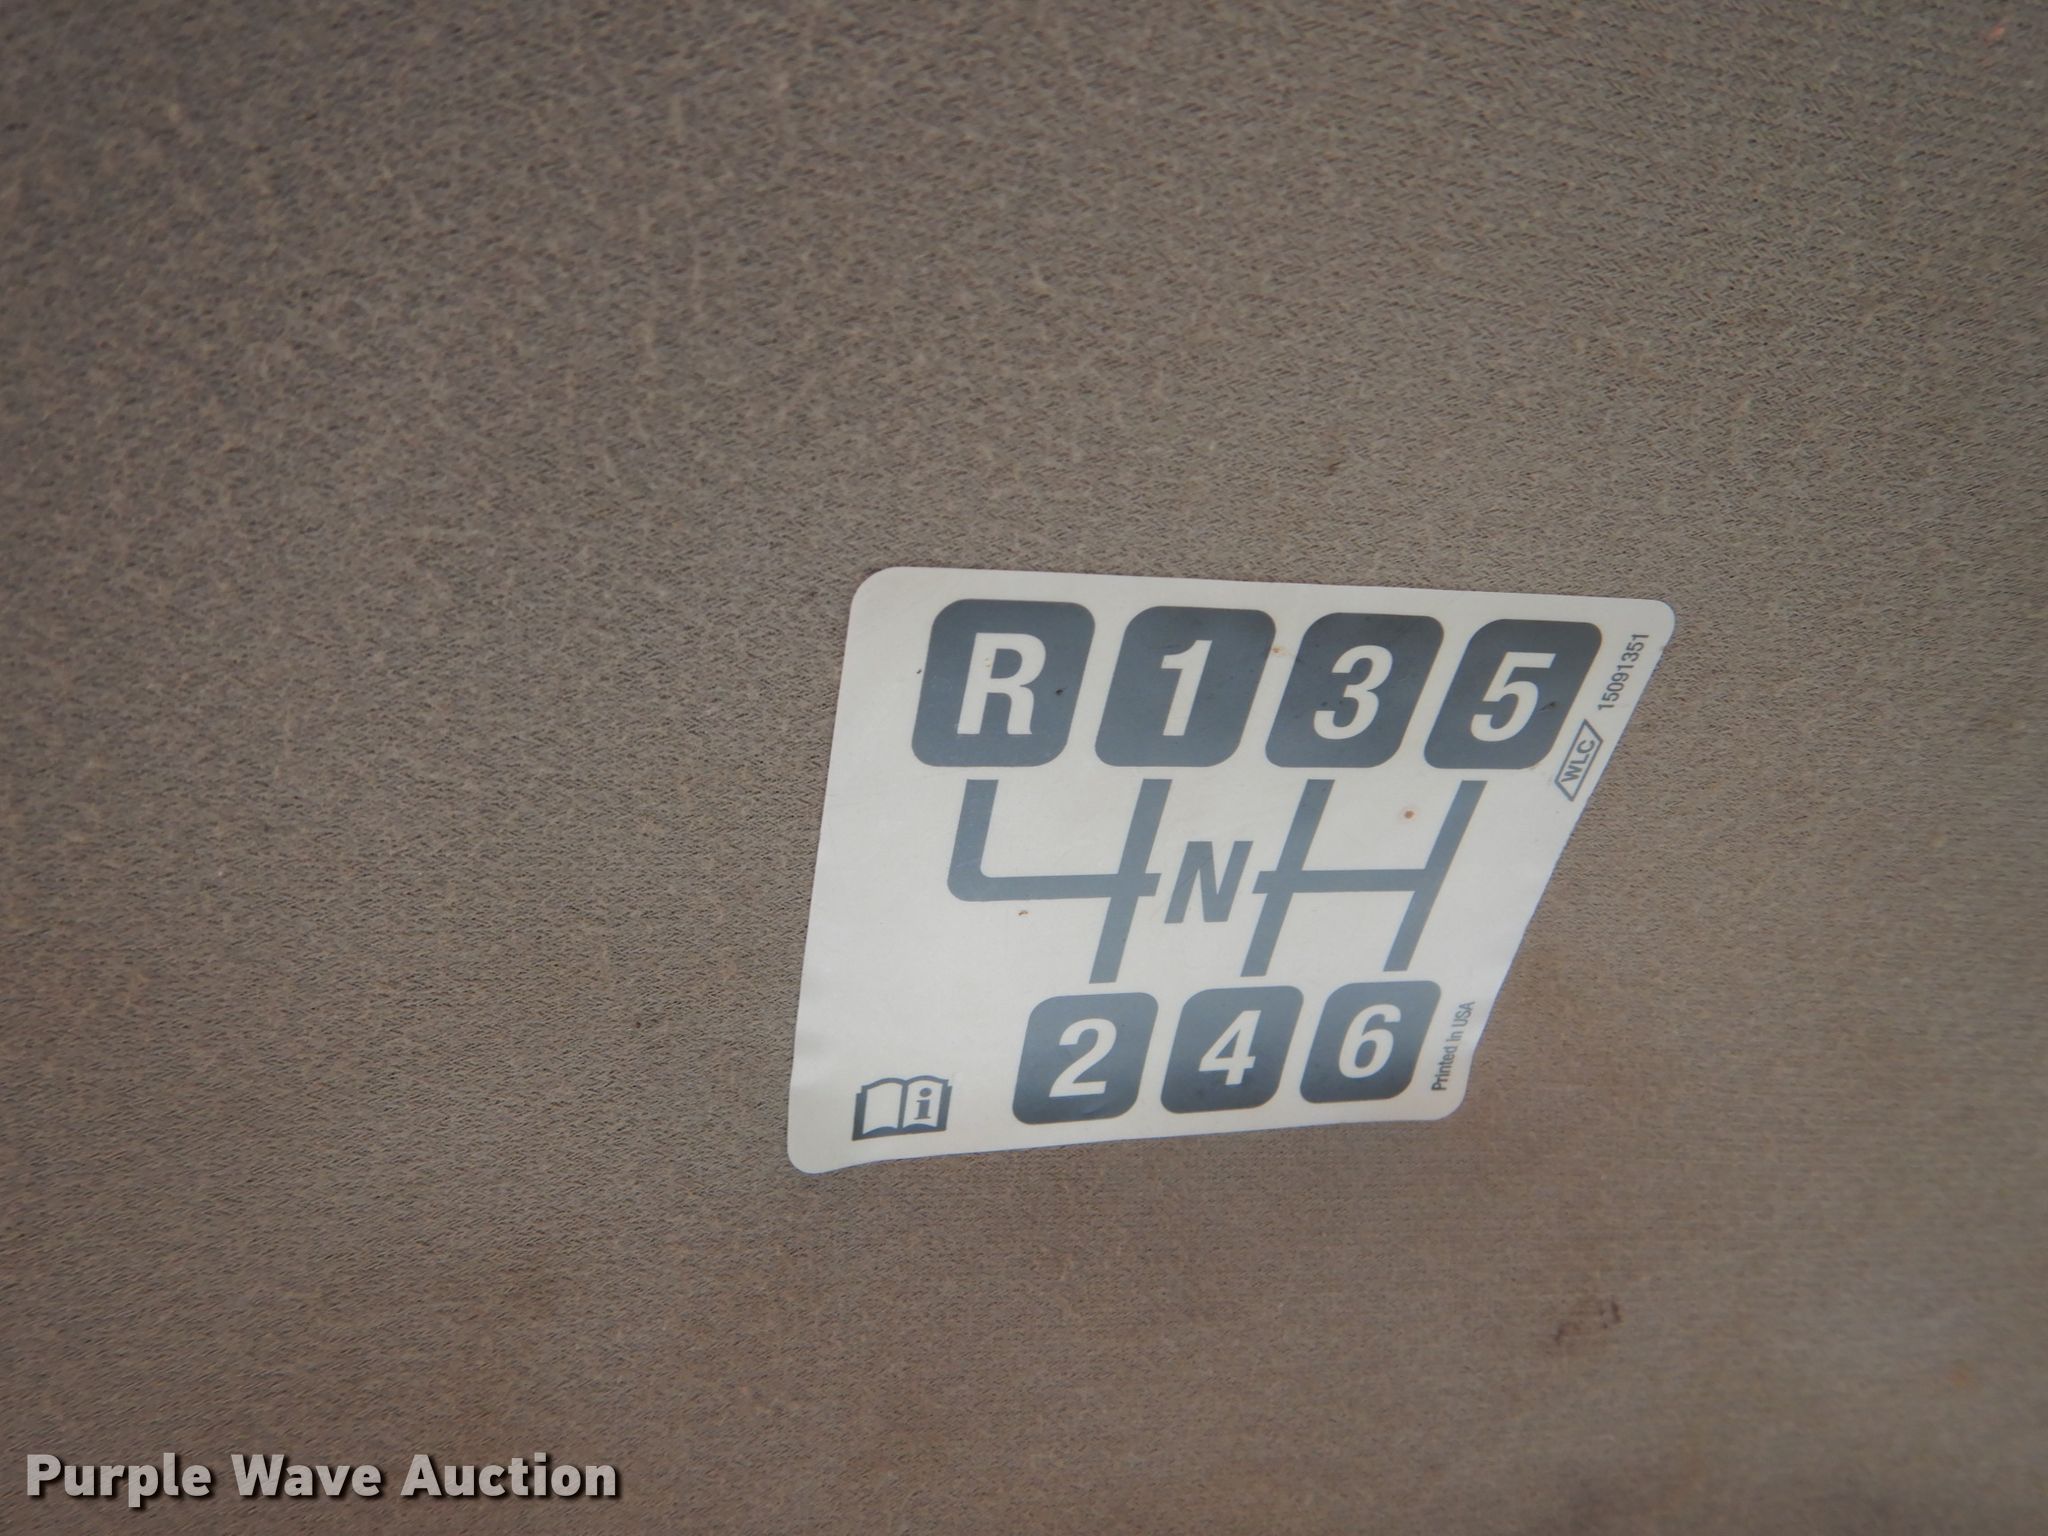 R 1 3 5
15091351
WLC
N
2 4 6
Printed in USA
i
Purple Wave Auction